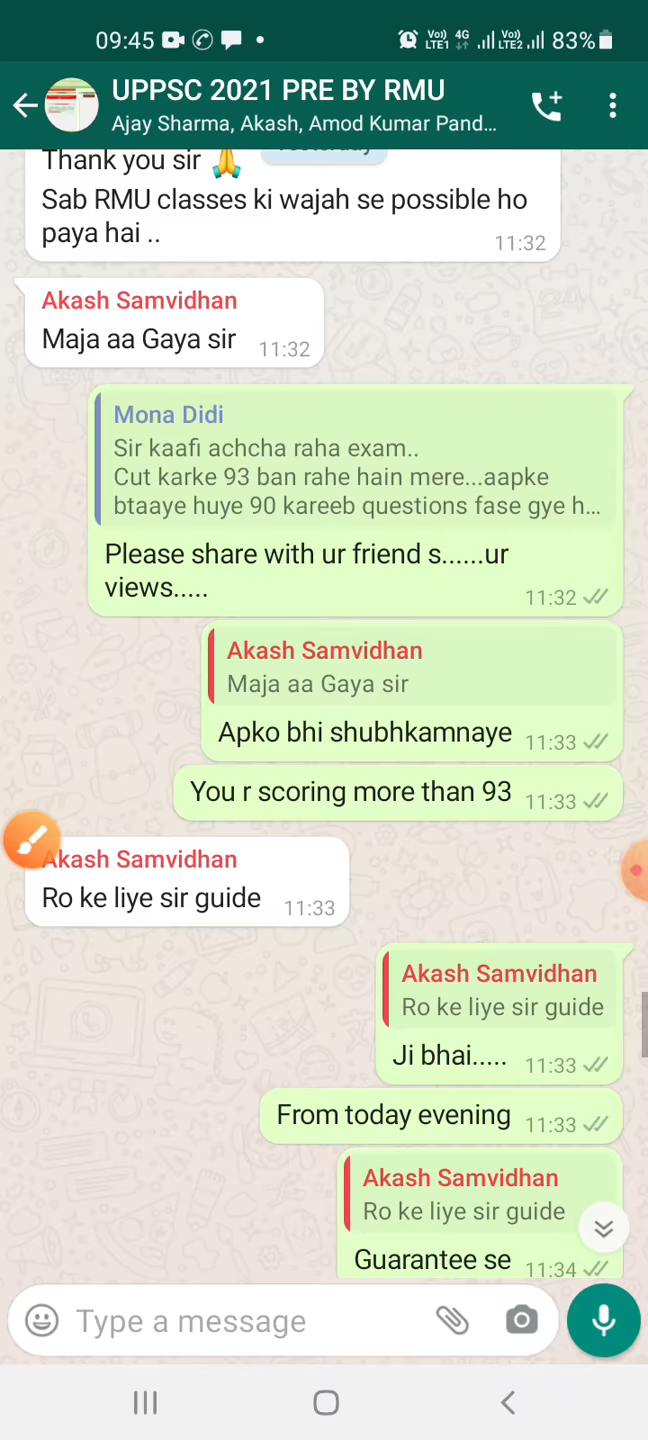 09:45
Vo)) LTE1 4G Vo)) LTE2 83%
UPPSC 2021 PRE BY RMU
Ajay Sharma, Akash, Amod Kumar Pand...
Yesterday
Thank you sir 🙏
Sab RMU classes ki wajah se possible ho
paya hai ..
11:32
Akash Samvidhan
Maja aa Gaya sir 11:32
Mona Didi
Sir kaafi achcha raha exam..
Cut karke 93 ban rahe hain mere...aapke
btaaye huye 90 kareeb questions fase gye h...
Please share with ur friend s......ur
views.....
11:32
Akash Samvidhan
Maja aa Gaya sir
Apko bhi shubhkamnaye 11:33
You r scoring more than 93 11:33
Akash Samvidhan
Ro ke liye sir guide 11:33
Akash Samvidhan
Ro ke liye sir guide
Ji bhai..... 11:33
From today evening 11:33
Akash Samvidhan
Ro ke liye sir guide
Guarantee se 11:34
Type a message